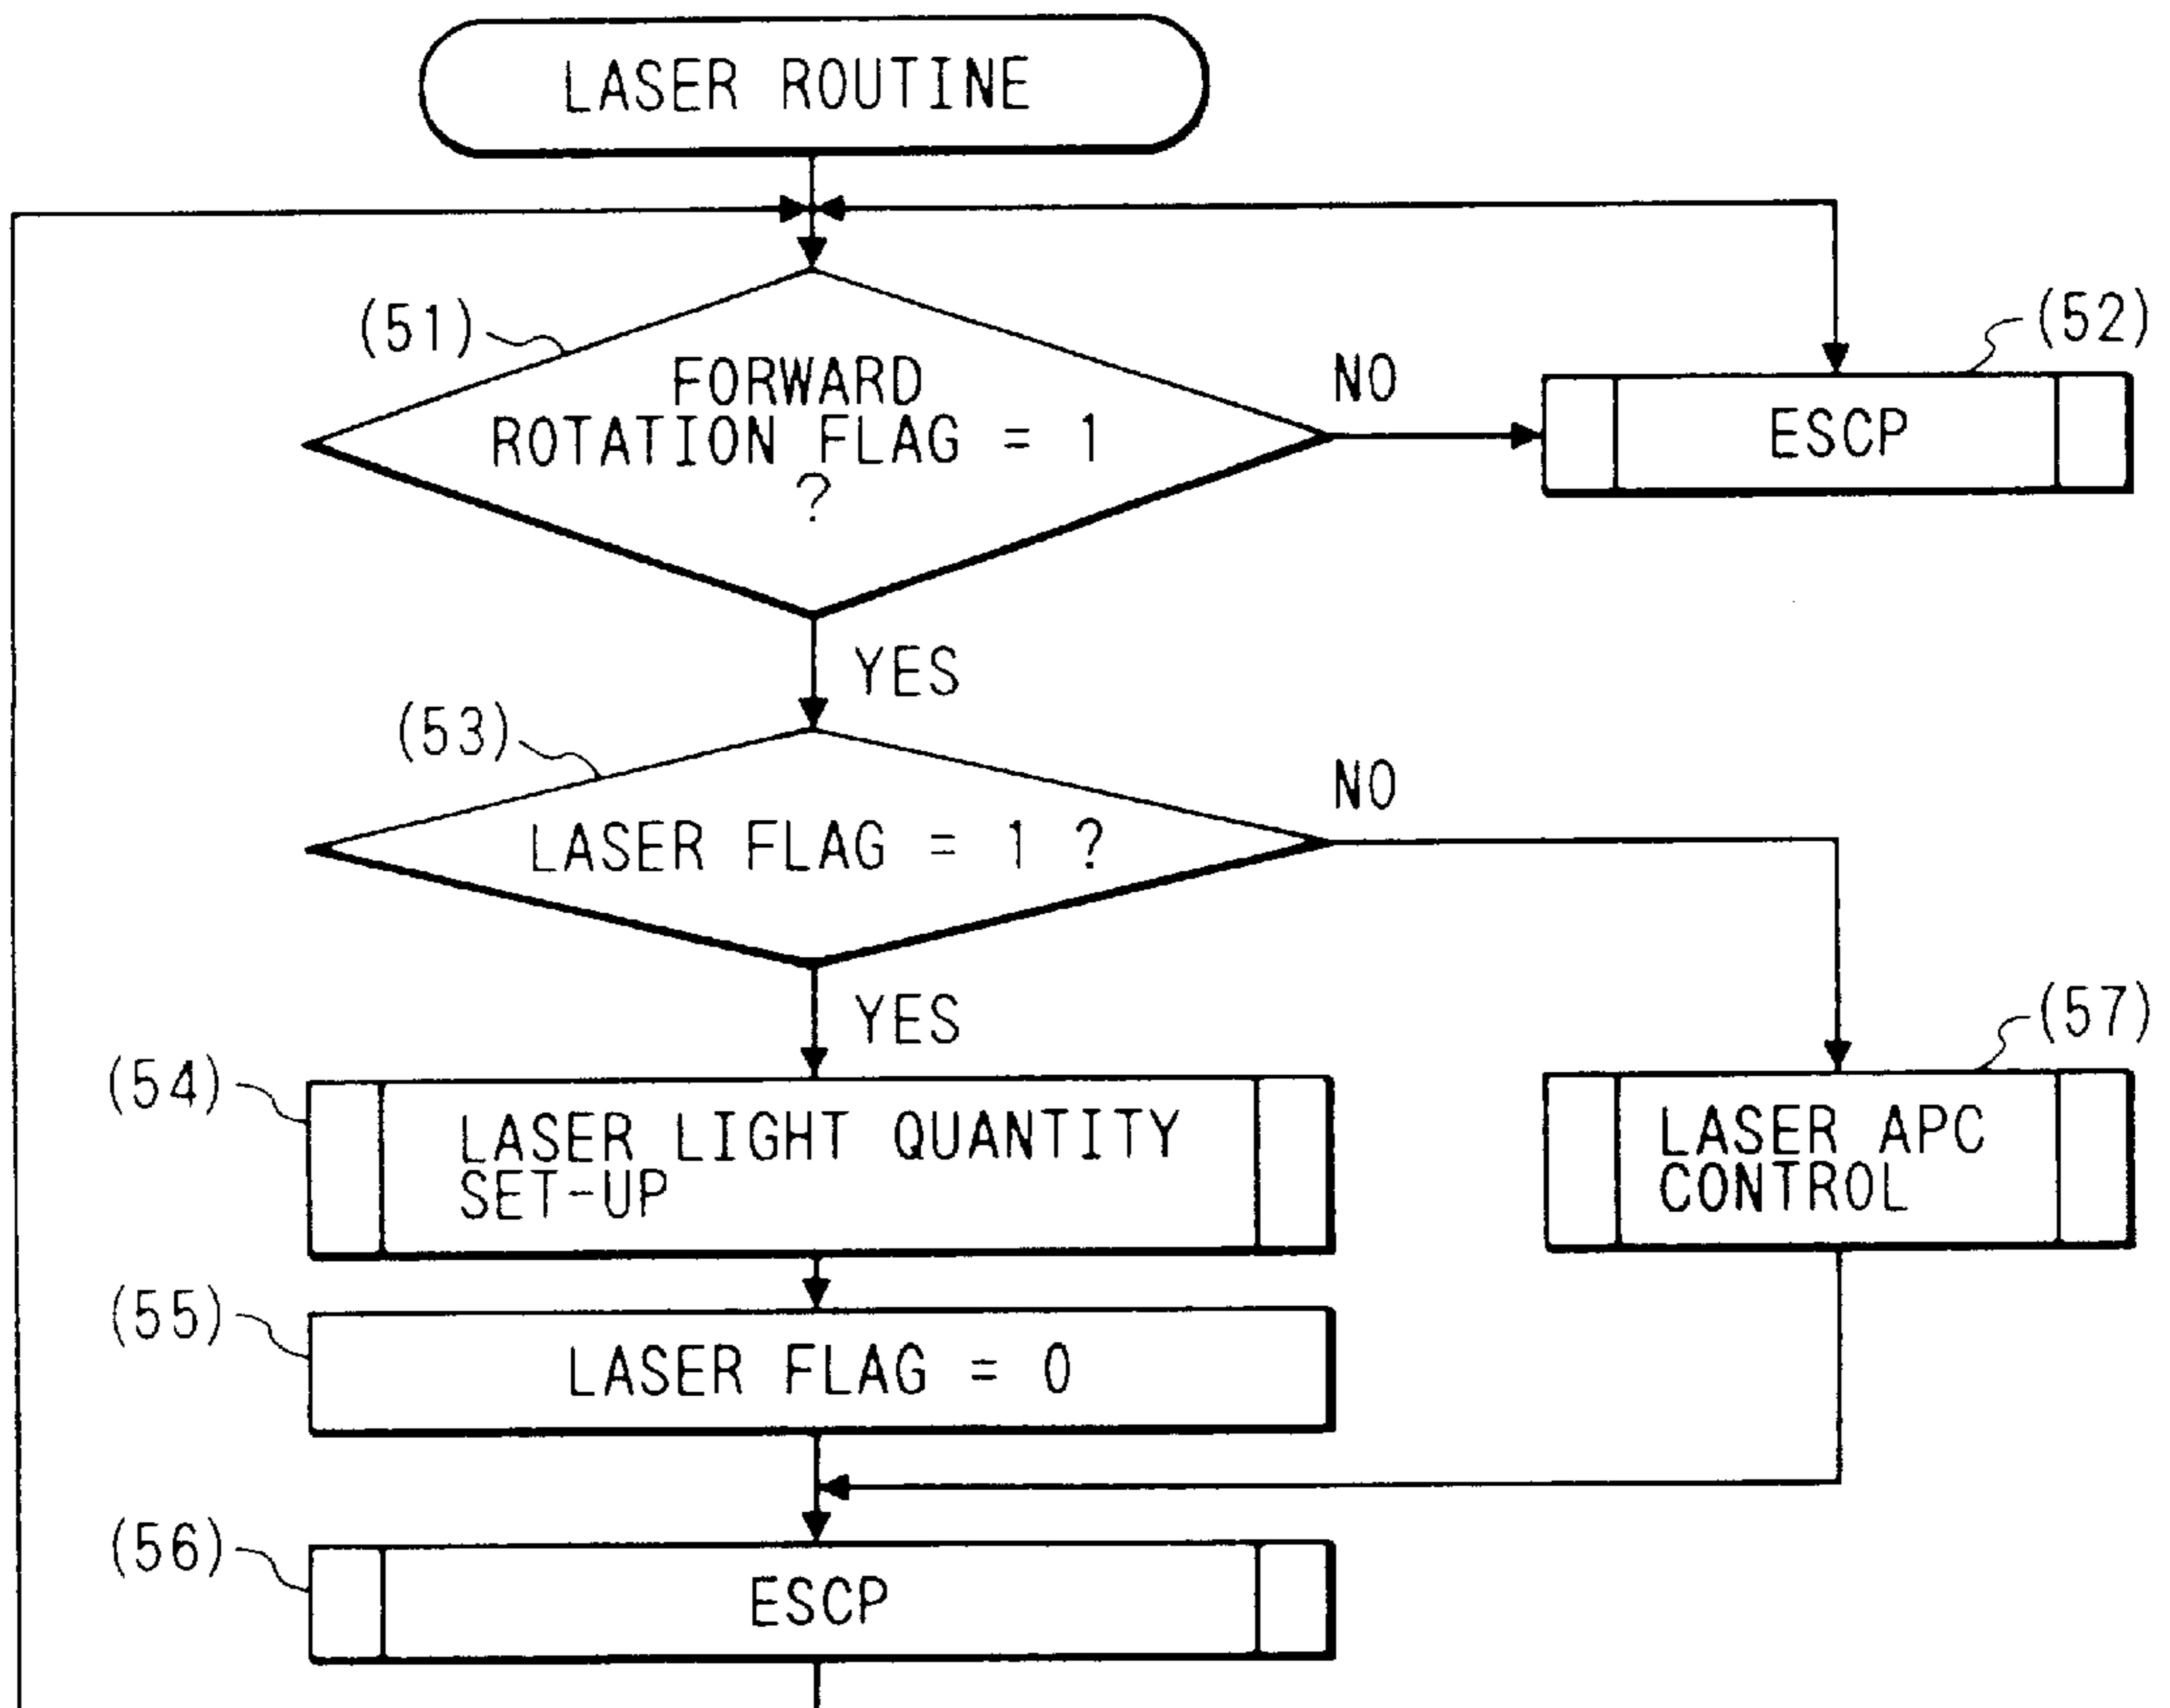 LASER ROUTINE
(51)
FORWARD
ROTATION FLAG = 1
?
NO
(52)
ESCP
YES
(53)
LASER FLAG = 1 ?
NO
YES
(54)
LASER LIGHT QUANTITY
SET-UP
(57)
LASER APC
CONTROL
(55)
LASER FLAG = 0
(56)
ESCP